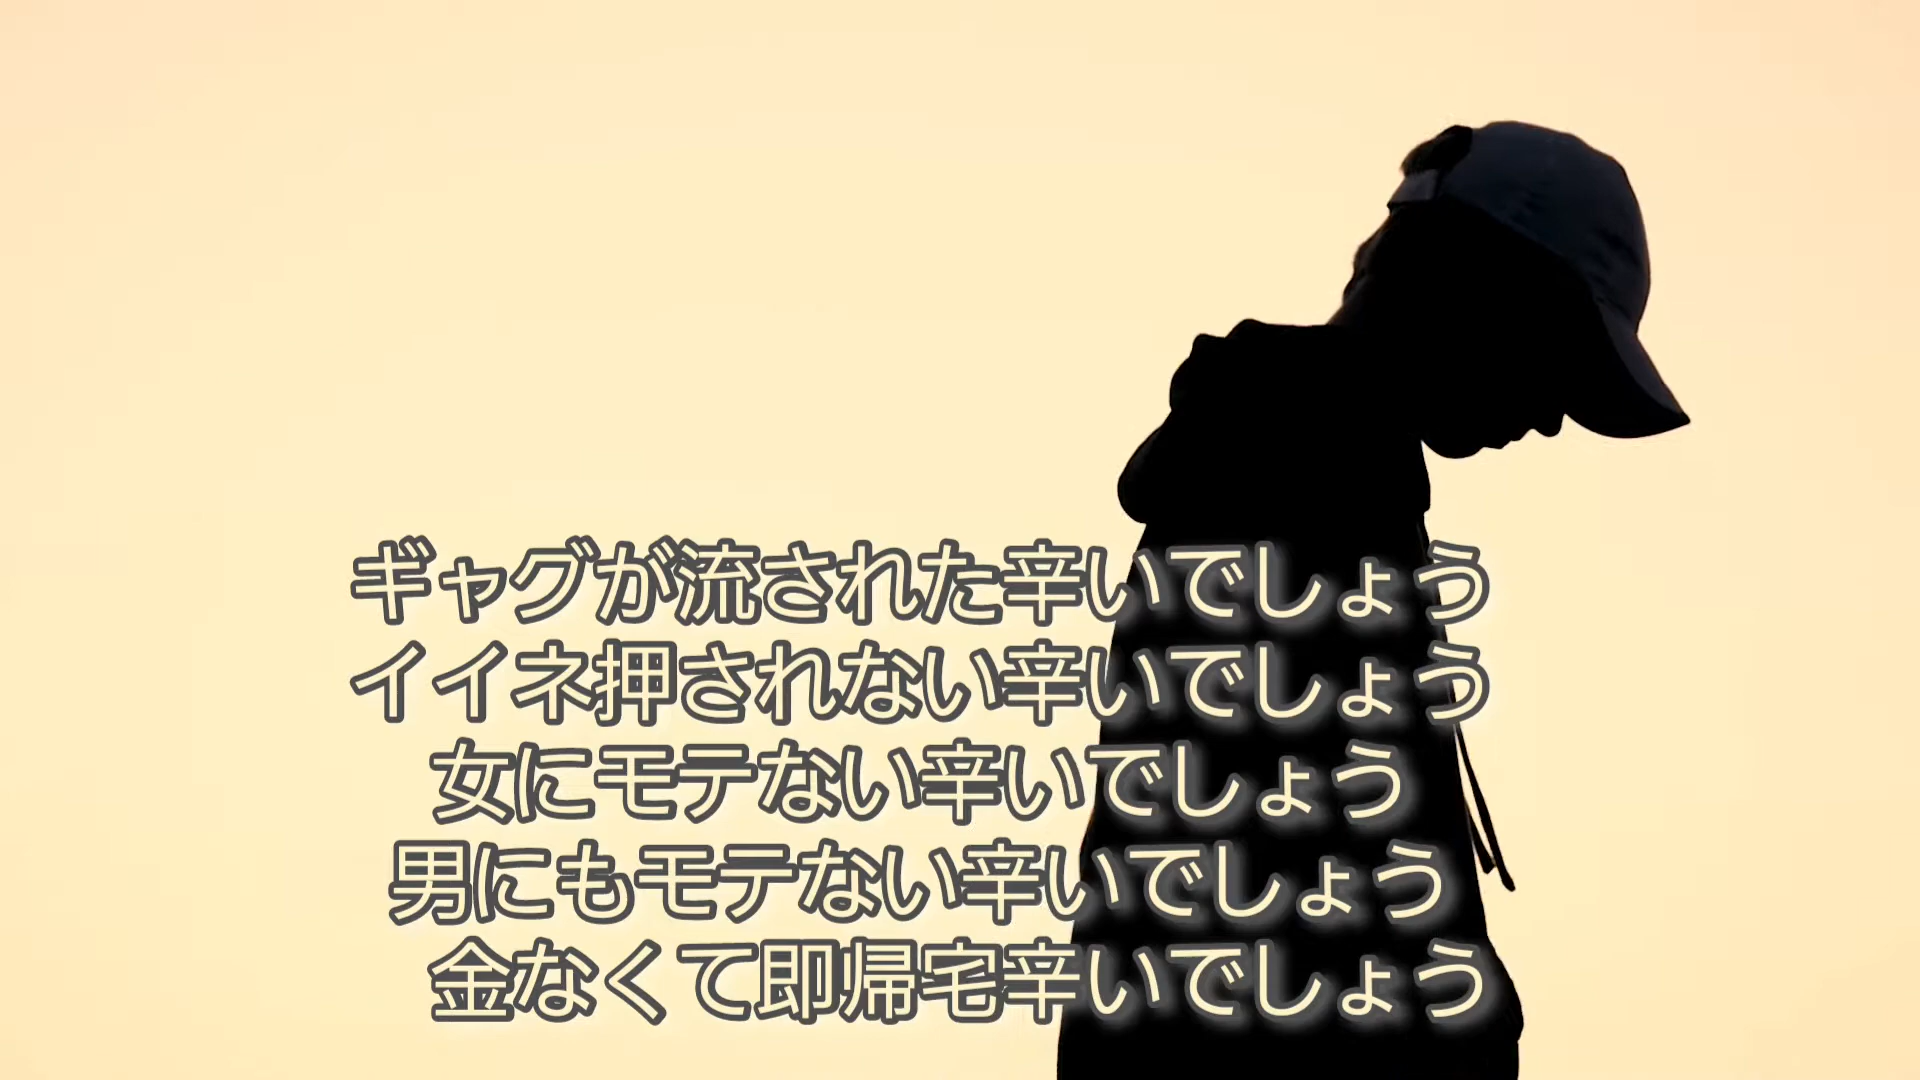 ギャグが流された辛いでしょう
イイネ押されない辛いでしょう
女にモテない辛いでしょう
男にもモテない辛いでしょう
金なくて即帰宅辛いでしょう